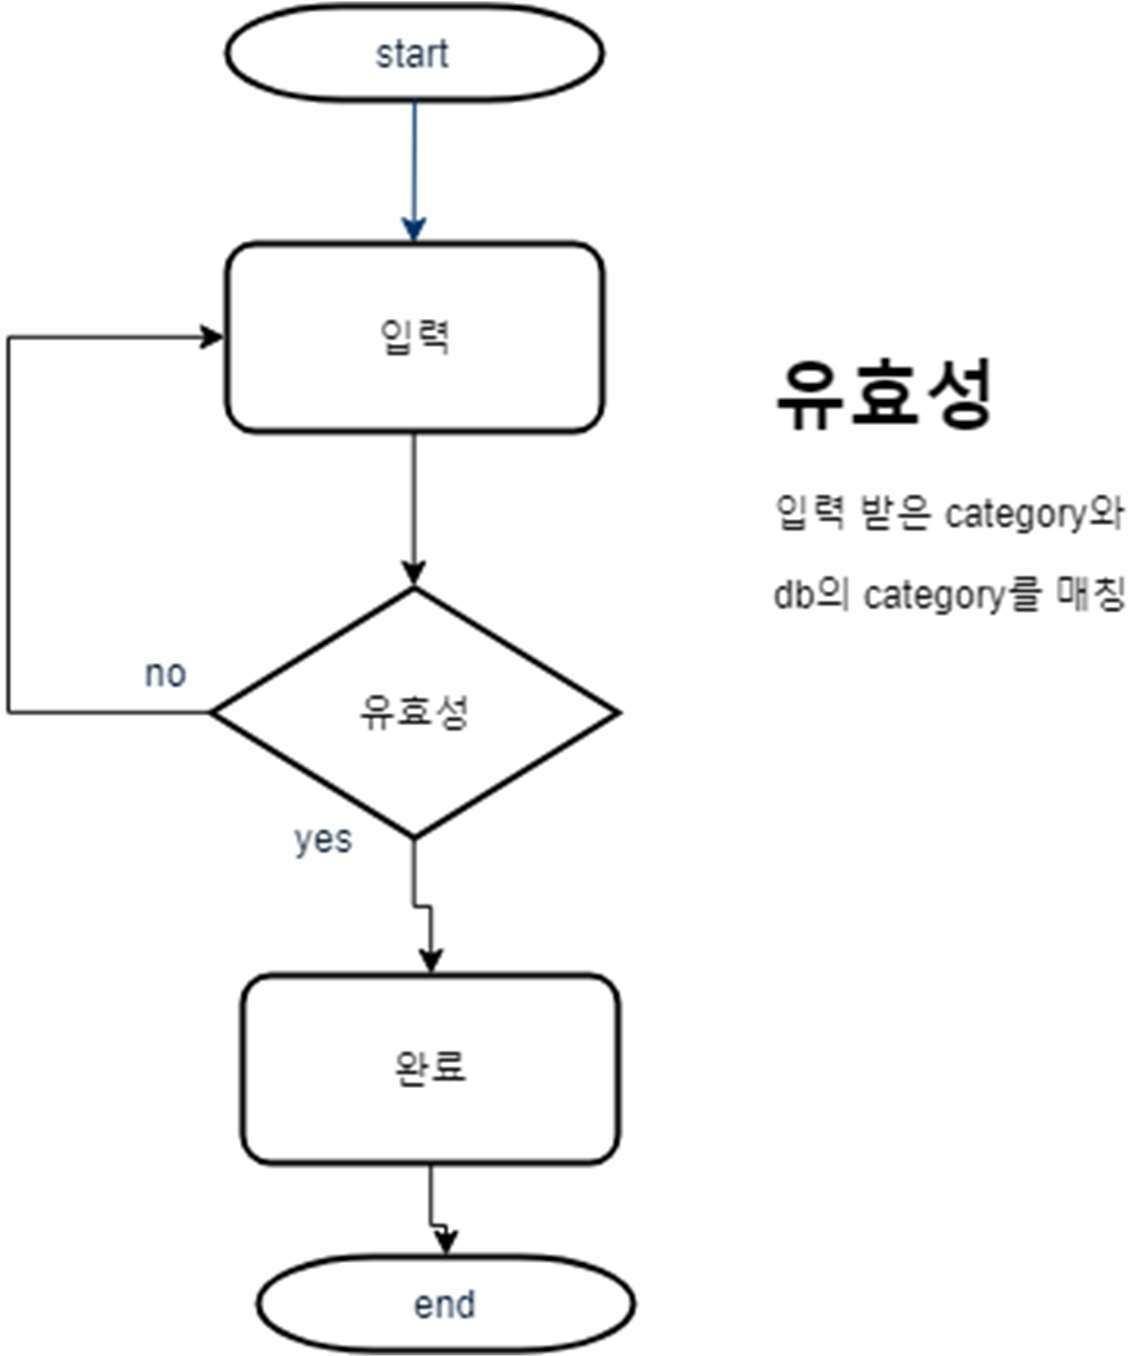 start
입력
유효성
입력 받은 category와
db의 category를 매칭
no
유효성
yes
완료
end